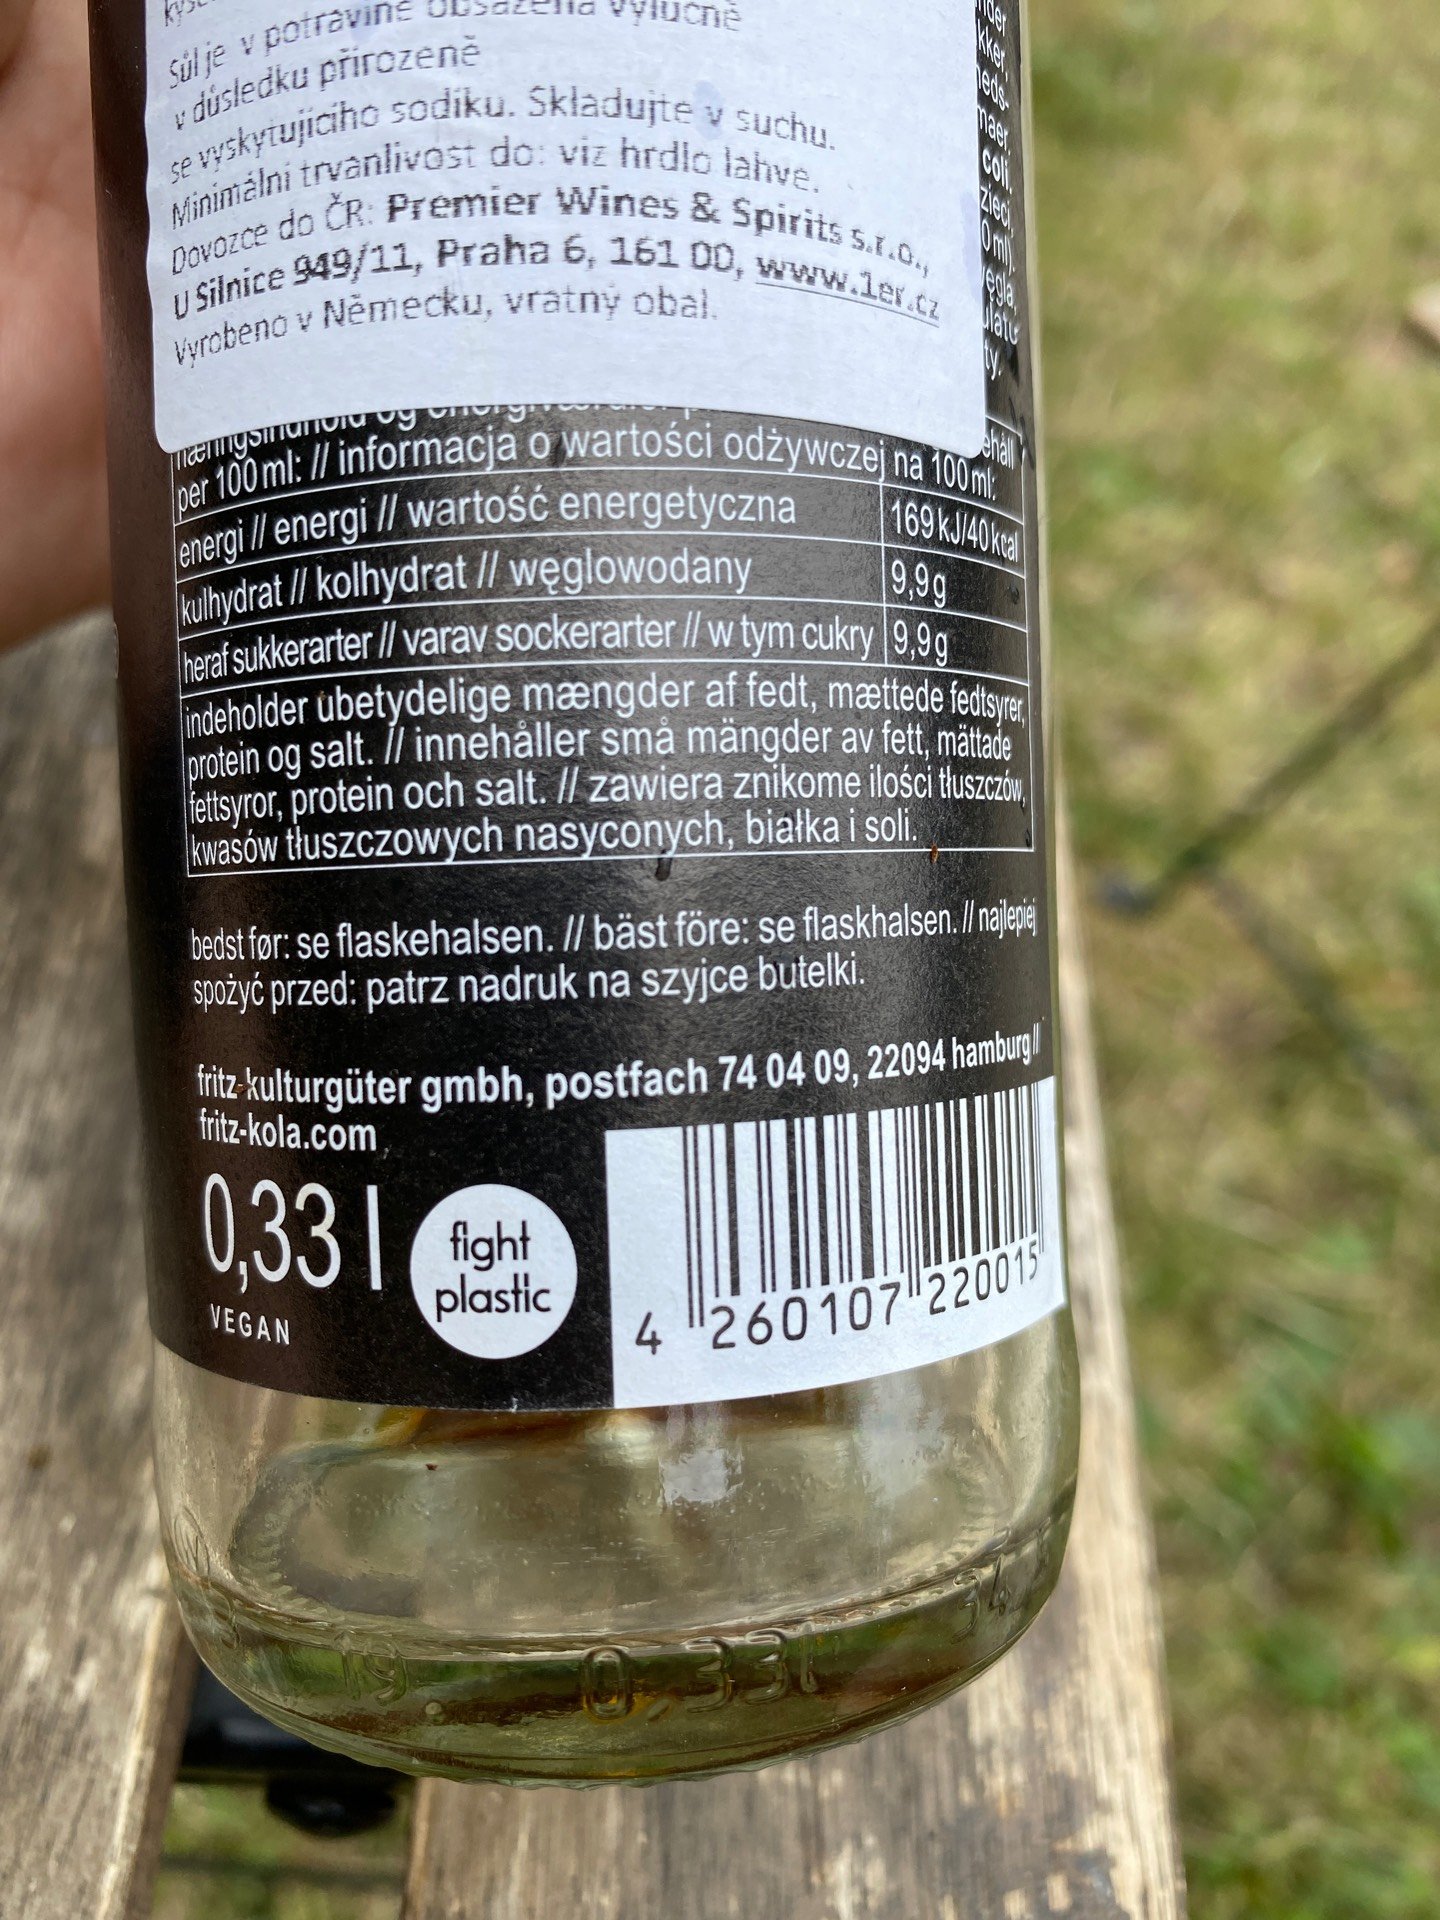 obsažena výlučně
Sůl je v potravině
v důsledku přirozeně
se vyskytujícího sodíku. Skladujte v suchu.
Minimální trvanlivost do: viz hrdlo lahve.
Dovozce do ČR: Premier Wines & Spirits s.r.o.,
U Silnice 949/11, Praha 6, 161 00, www.1er.cz
Vyrobeno v Německu, vratný obal.
per 100 ml: // informacja o wartości odżywczej na 100 ml:
energi // energi // wartość energetyczna 169 kJ/40 kcal
kulhydrat // kolhydrat // węglowodany 9,9 g
heraf sukkerarter // varav sockerarter // w tym cukry 9,9 g
indeholder ubetydelige mængder af fedt, mættede fedtsyrer,
protein og salt. // innehåller små mängder av fett, mättade
fettsyror, protein och salt. // zawiera znikome ilości tłuszczów,
kwasów tłuszczowych nasyconych, białka i soli.
bedst før: se flaskehalsen. // bäst före: se flaskhalsen. // najlepiej
spożyć przed: patrz nadruk na szyjce butelki.
fritz-kulturgüter gmbh, postfach 74 04 09, 22094 hamburg //
fritz-kola.com
0,33 l
VEGAN
fight
plastic
4 260107 220015
19 0,33l 34